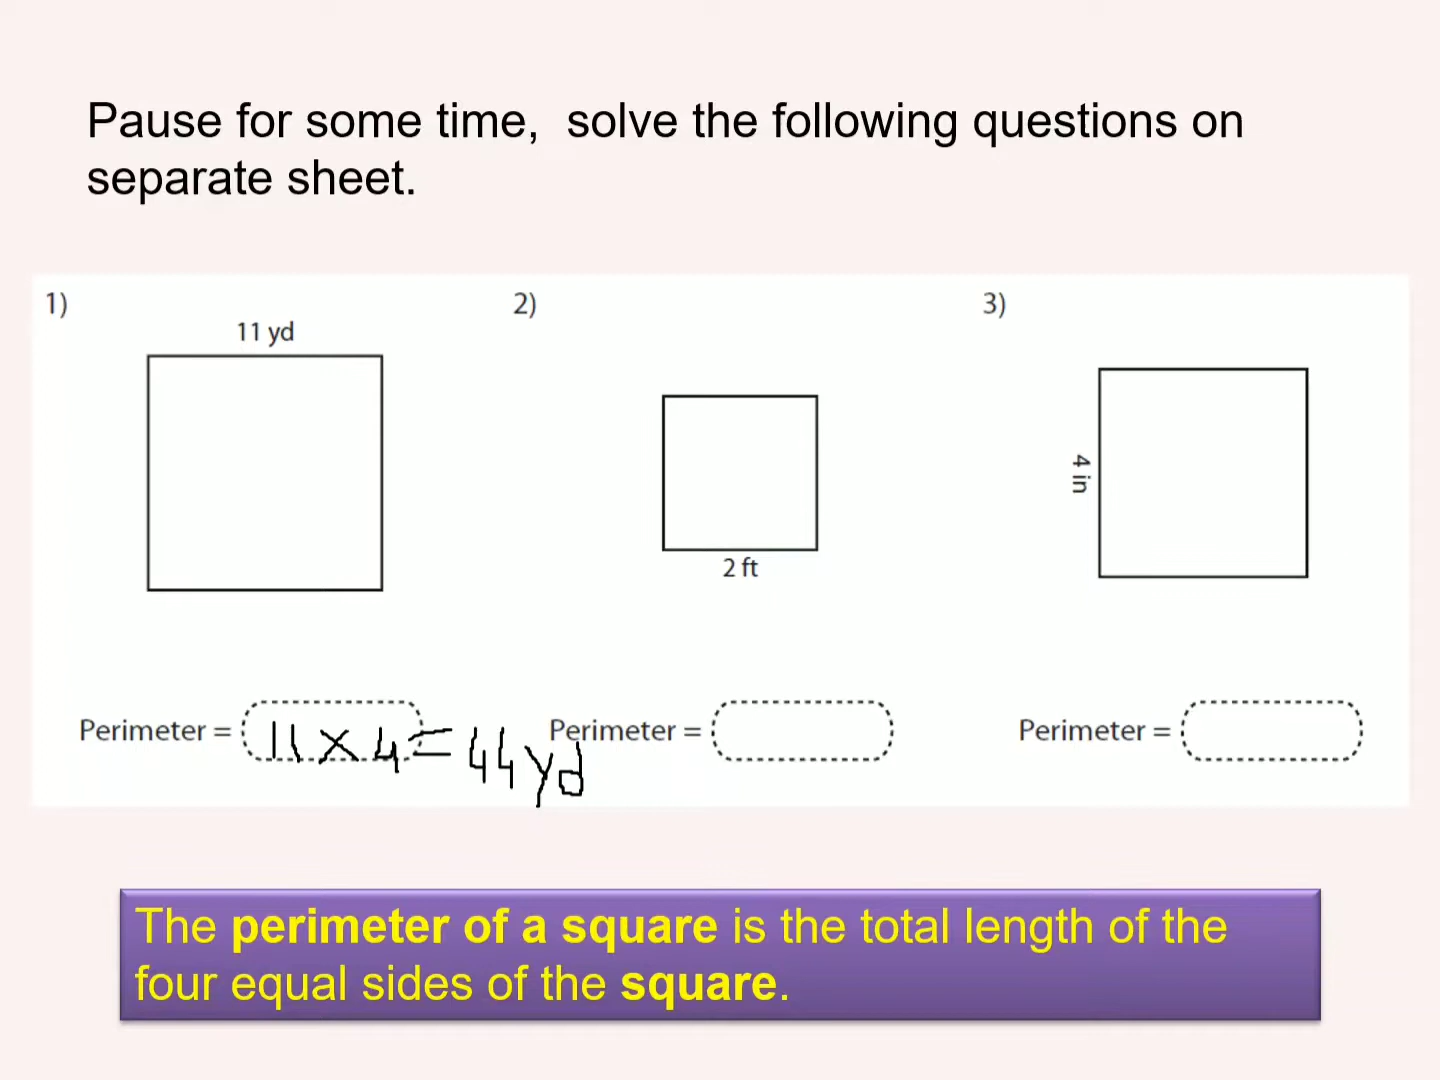 Pause for some time,  solve the following questions on
separate sheet.
1)
11 yd
Perimeter = 11 × 4 = 44 yd
2)
2 ft
Perimeter =
3)
4 in
Perimeter =
The perimeter of a square is the total length of the
four equal sides of the square.